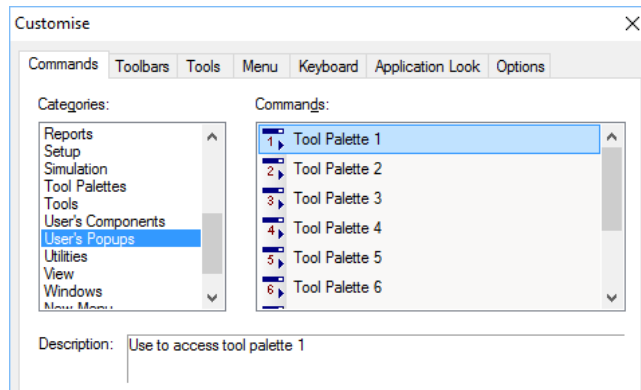 Customise
Commands Toolbars Tools Menu Keyboard Application Look Options
Categories:
Commands:
Reports
Setup
Simulation
Tool Palettes
Tools
User's Components
User's Popups
Utilities
View
Windows
New Menu
1 Tool Palette 1
2 Tool Palette 2
3 Tool Palette 3
4 Tool Palette 4
5 Tool Palette 5
6 Tool Palette 6
Description: Use to access tool palette 1